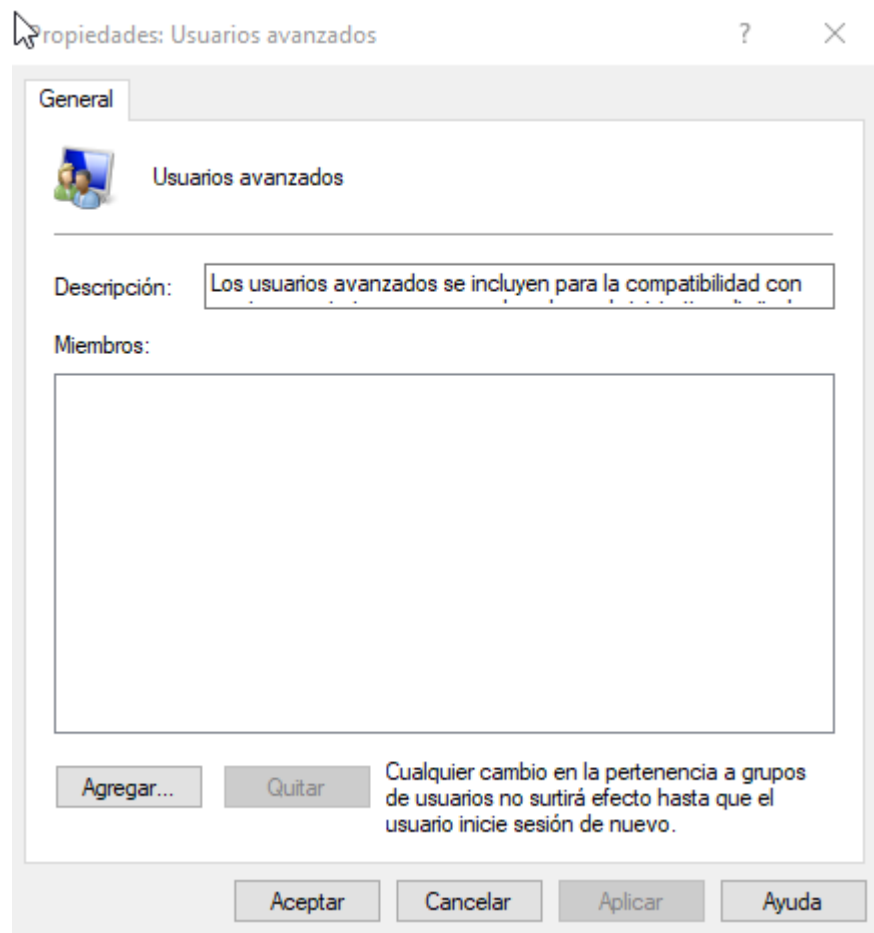 Propiedades: Usuarios avanzados
?
General
Usuarios avanzados
Descripción:
Los usuarios avanzados se incluyen para la compatibilidad con
Miembros:
Agregar...
Quitar
Cualquier cambio en la pertenencia a grupos
de usuarios no surtirá efecto hasta que el
usuario inicie sesión de nuevo.
Aceptar
Cancelar
Aplicar
Ayuda